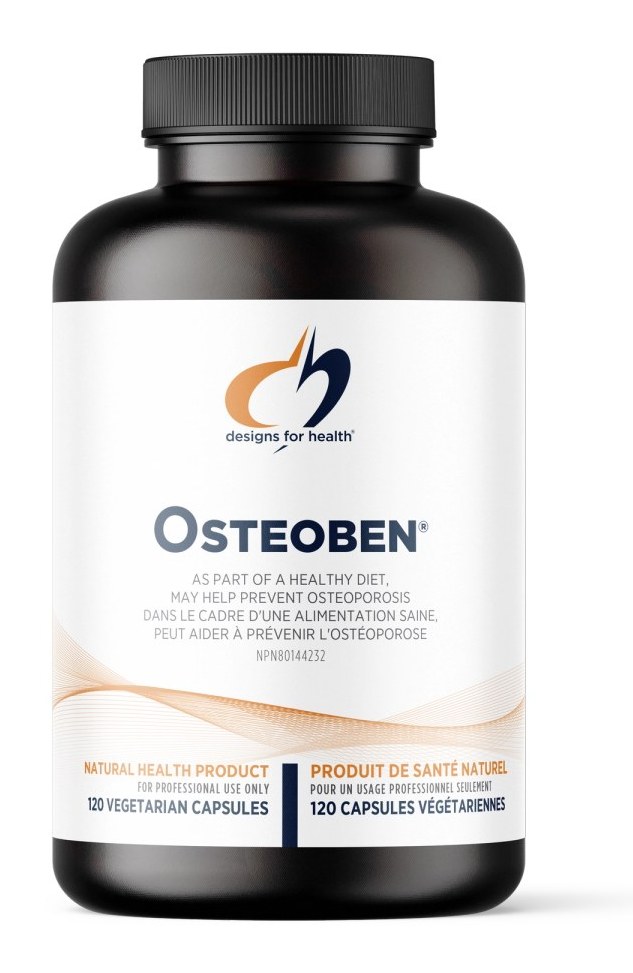 designs for health®
OSTEOBEN®
AS PART OF A HEALTHY DIET,
MAY HELP PREVENT OSTEOPOROSIS
DANS LE CADRE D'UNE ALIMENTATION SAINE,
PEUT AIDER À PRÉVENIR L'OSTÉOPOROSE
NPN80144232
NATURAL HEALTH PRODUCT
FOR PROFESSIONAL USE ONLY
120 VEGETARIAN CAPSULES
PRODUIT DE SANTÉ NATUREL
POUR UN USAGE PROFESSIONNEL SEULEMENT
120 CAPSULES VÉGÉTARIENNES